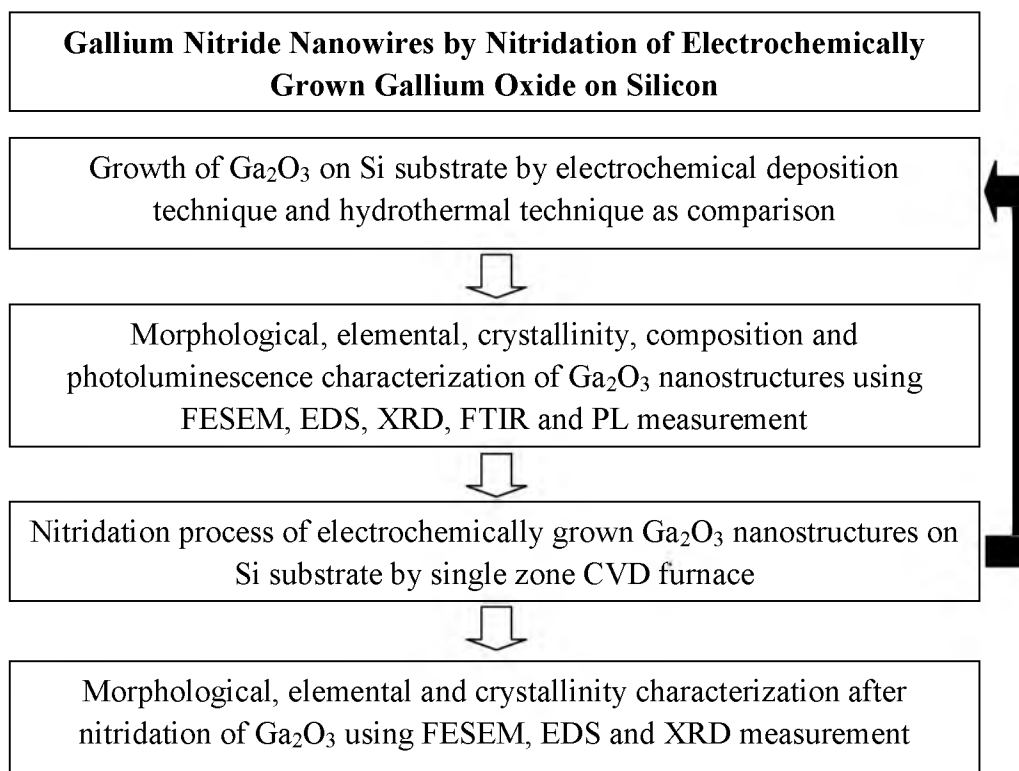 Gallium Nitride Nanowires by Nitridation of Electrochemically
Grown Gallium Oxide on Silicon
Growth of Ga₂O₃ on Si substrate by electrochemical deposition
technique and hydrothermal technique as comparison
Morphological, elemental, crystallinity, composition and
photoluminescence characterization of Ga₂O₃ nanostructures using
FESEM, EDS, XRD, FTIR and PL measurement
Nitridation process of electrochemically grown Ga₂O₃ nanostructures on
Si substrate by single zone CVD furnace
Morphological, elemental and crystallinity characterization after
nitridation of Ga₂O₃ using FESEM, EDS and XRD measurement